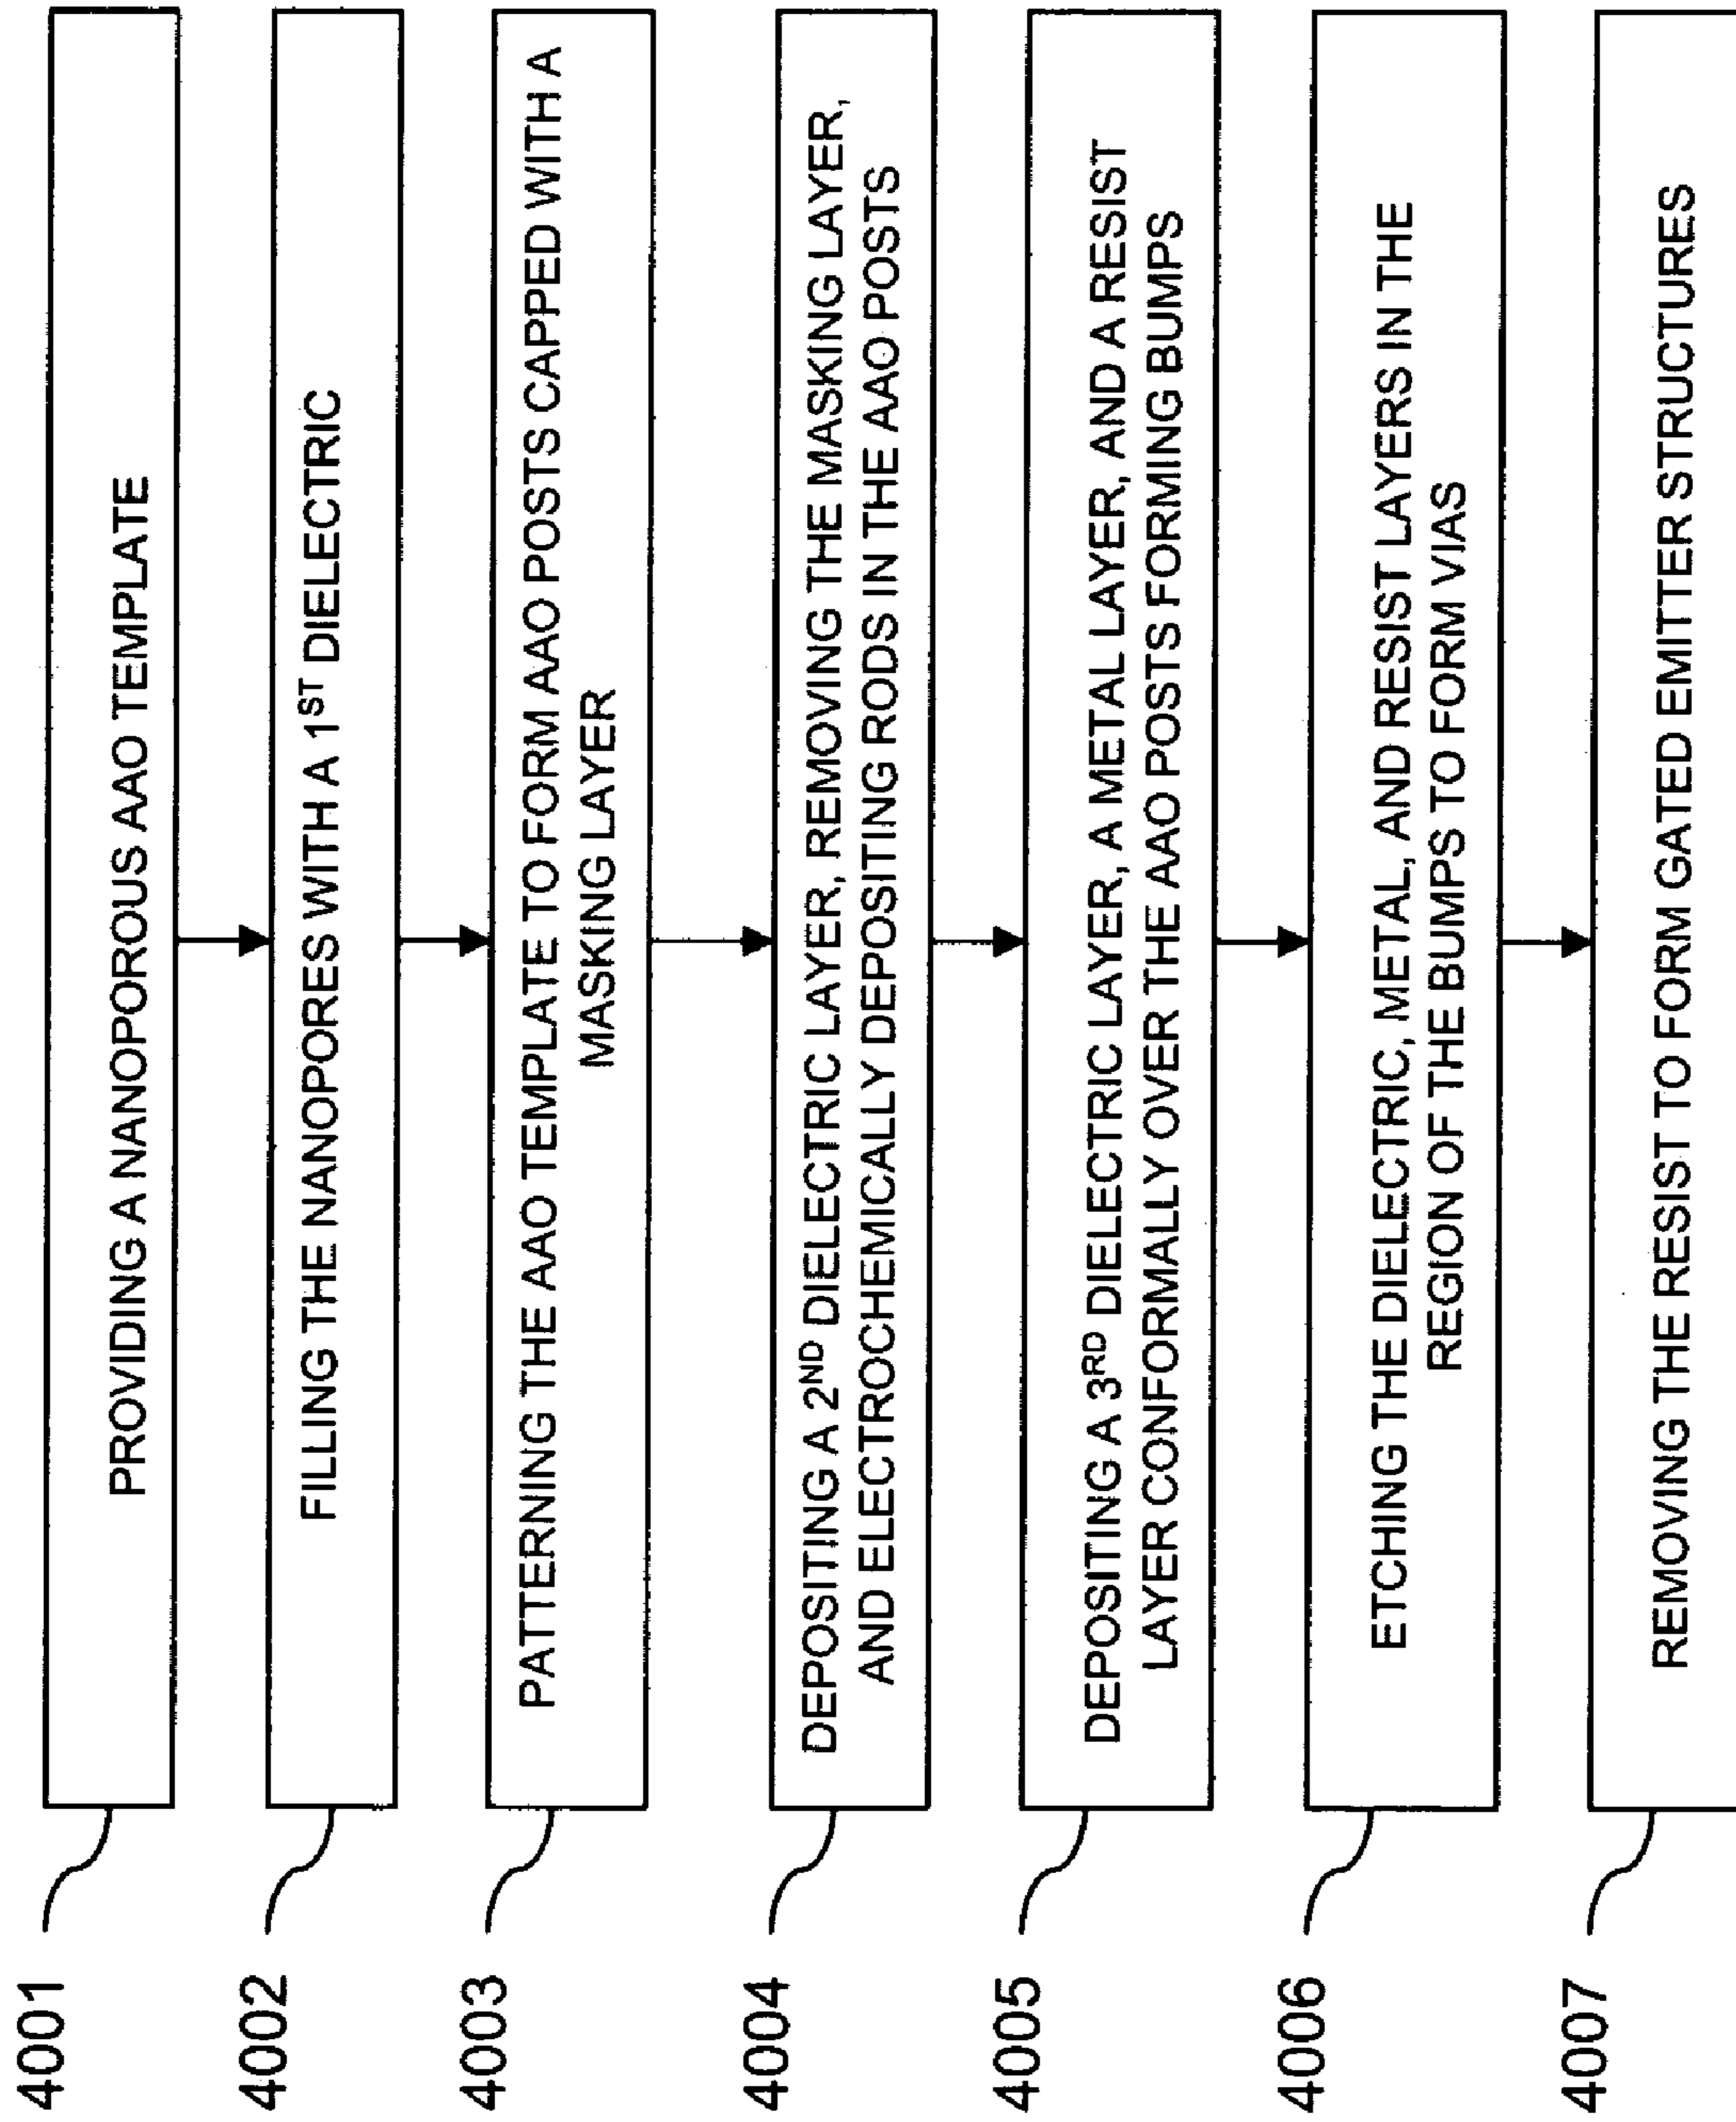 4001
PROVIDING A NANOPOROUS AAO TEMPLATE
4002
FILLING THE NANOPORES WITH A 1ST DIELECTRIC
4003
PATTERNING THE AAO TEMPLATE TO FORM AAO POSTS CAPPED WITH A
MASKING LAYER
4004
DEPOSITING A 2ND DIELECTRIC LAYER, REMOVING THE MASKING LAYER,
AND ELECTROCHEMICALLY DEPOSITING RODS IN THE AAO POSTS
4005
DEPOSITING A 3RD DIELECTRIC LAYER, A METAL LAYER, AND A RESIST
LAYER CONFORMALLY OVER THE AAO POSTS FORMING BUMPS
4006
ETCHING THE DIELECTRIC, METAL, AND RESIST LAYERS IN THE
REGION OF THE BUMPS TO FORM VIAS
4007
REMOVING THE RESIST TO FORM GATED EMITTER STRUCTURES